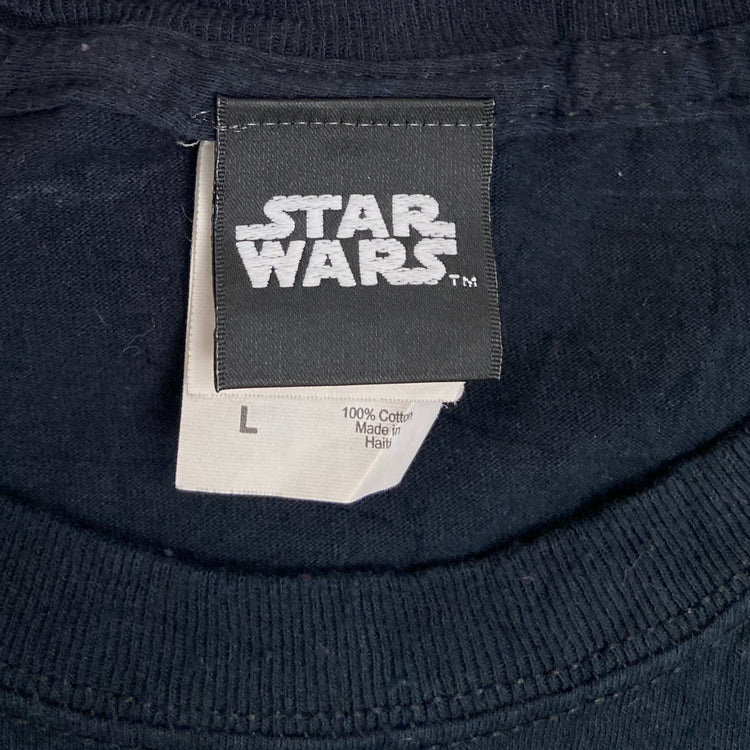 STAR
WARS TM
L
100% Cotton
Made in
Haiti